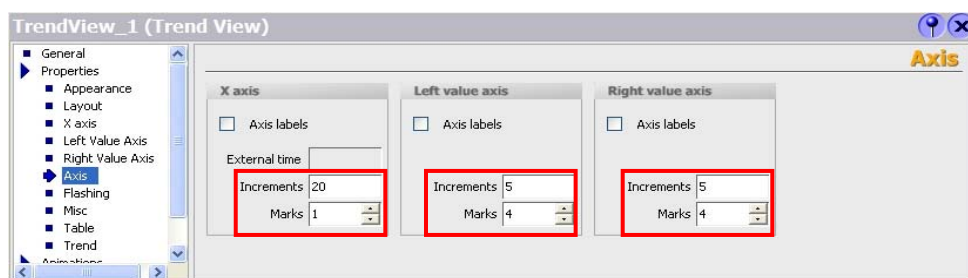 TrendView_1 (Trend View)
General
Properties
Appearance
Layout
X axis
Left Value Axis
Right Value Axis
Axis
Flashing
Misc
Table
Trend
Animations
Axis
X axis
Axis labels
External time
Increments 20
Marks 1
Left value axis
Axis labels
Increments 5
Marks 4
Right value axis
Axis labels
Increments 5
Marks 4